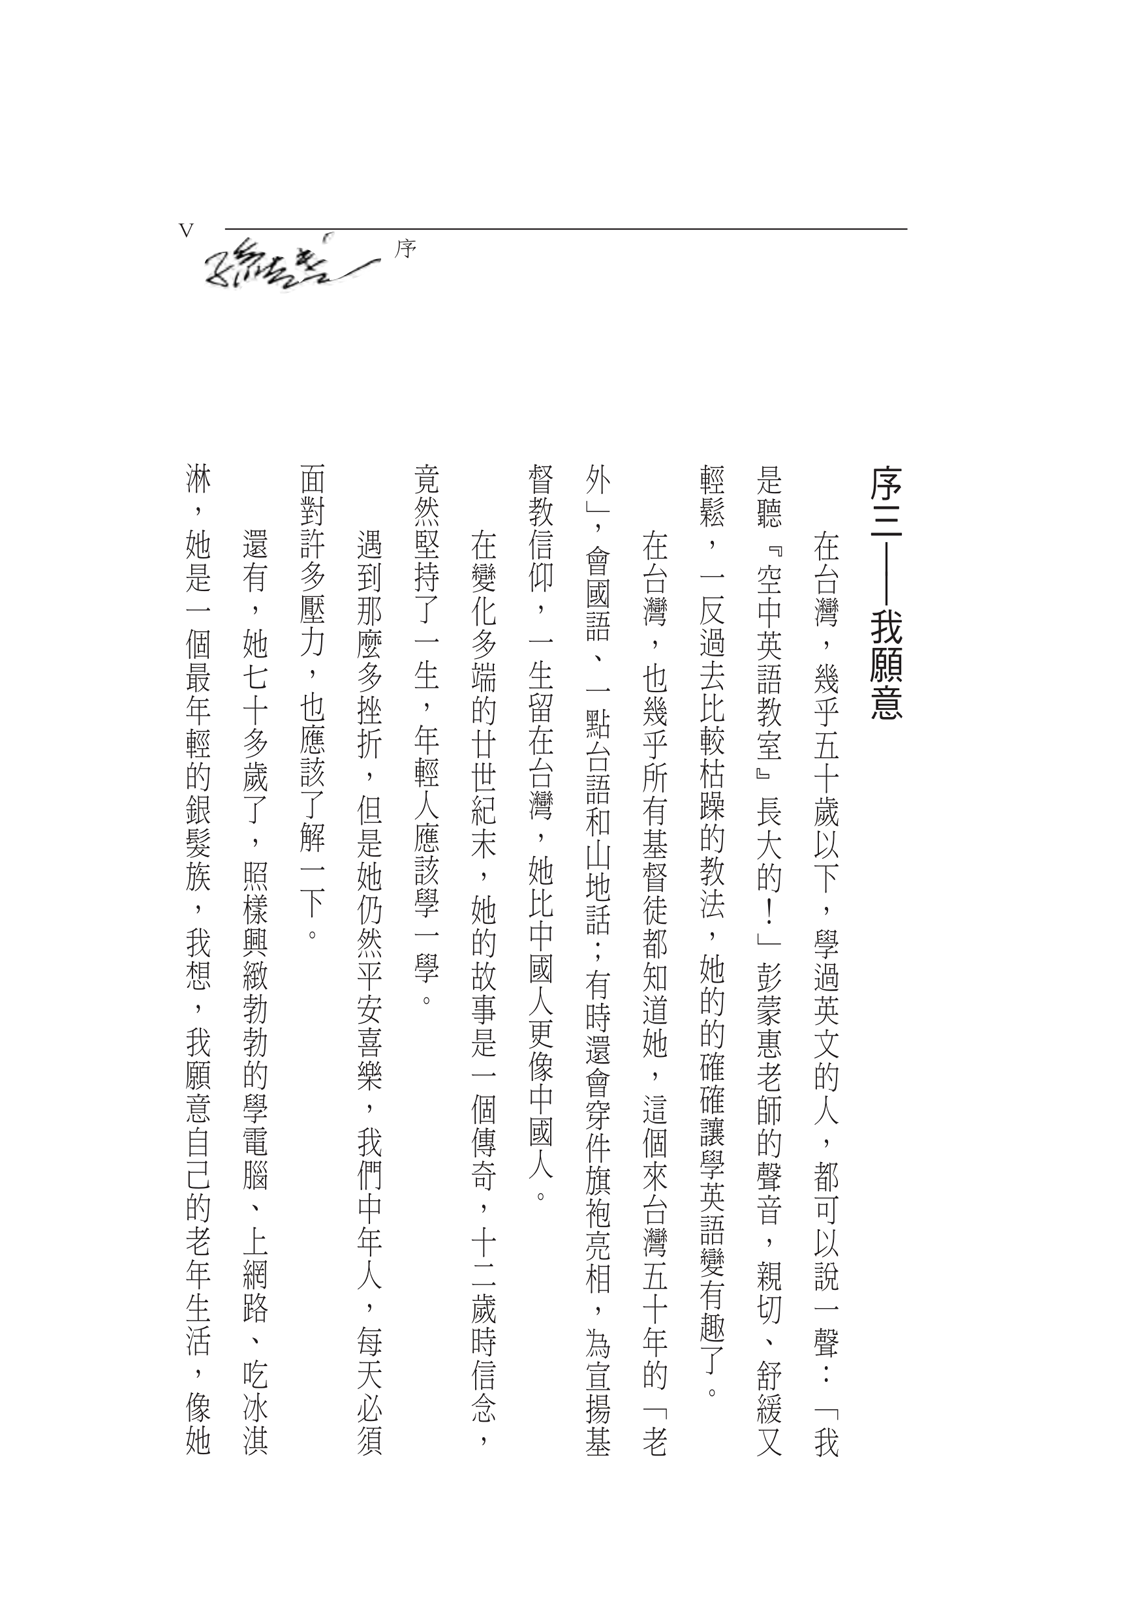 V
序
序三——我願意
在台灣，幾乎五十歲以下，學過英文的人，都可以說一聲：「我
是聽『空中英語教室』長大的！」彭蒙惠老師的聲音，親切、舒緩又
輕鬆，一反過去比較枯躁的教法，她的的確確讓學英語變有趣了。
在台灣，也幾乎所有基督徒都知道她，這個來台灣五十年的「老
外」，會國語、一點台語和山地話；有時還會穿件旗袍亮相，為宣揚基
督教信仰，一生留在台灣，她比中國人更像中國人。
在變化多端的廿世紀末，她的故事是一個傳奇，十二歲時信念，
竟然堅持了一生，年輕人應該學一學。
遇到那麼多挫折，但是她仍然平安喜樂，我們中年人，每天必須
面對許多壓力，也應該了解一下。
還有，她七十多歲了，照樣興緻勃勃的學電腦、上網路、吃冰淇
淋，她是一個最年輕的銀髮族，我想，我願意自己的老年生活，像她